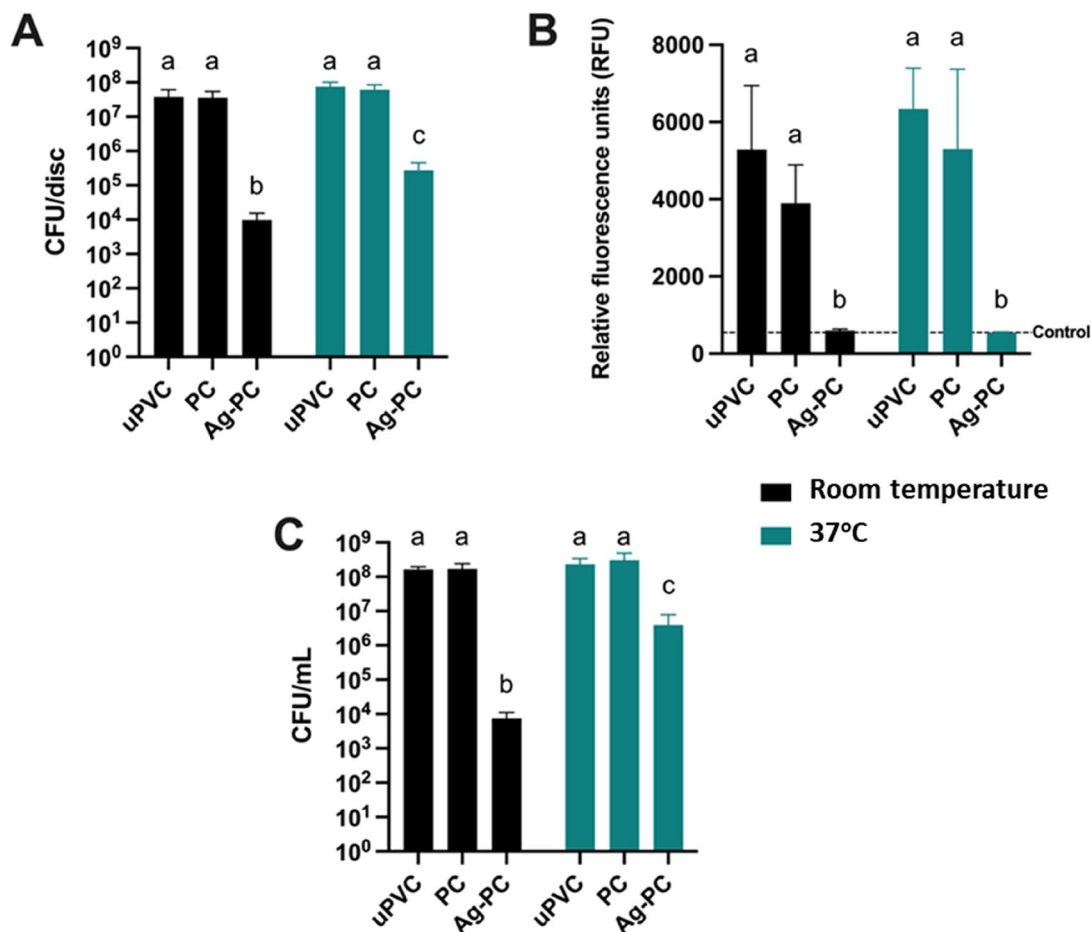 A
CFU/disc
10⁹
10⁸
10⁷
10⁶
10⁵
10⁴
10³
10²
10¹
10⁰
a a b a a c
uPVC PC Ag-PC uPVC PC Ag-PC
B
Relative fluorescence units (RFU)
8000
6000
4000
2000
0
a a b a a b
Control
uPVC PC Ag-PC uPVC PC Ag-PC
Room temperature
37°C
C
CFU/mL
10⁹
10⁸
10⁷
10⁶
10⁵
10⁴
10³
10²
10¹
10⁰
a a b a a c
uPVC PC Ag-PC uPVC PC Ag-PC